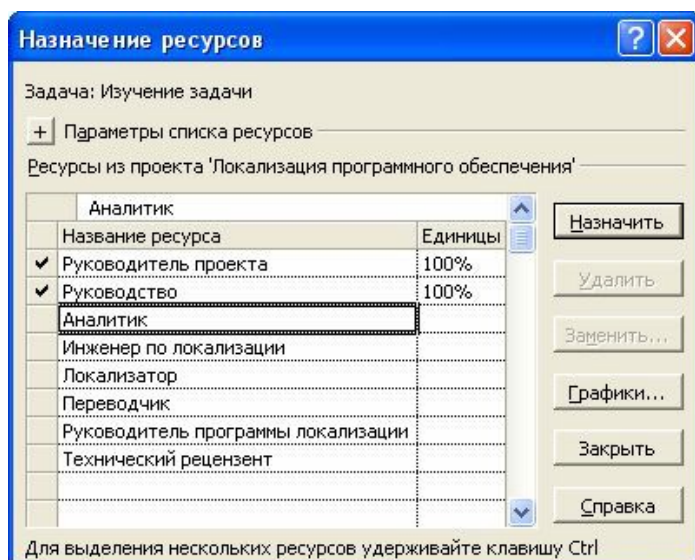 Назначение ресурсов
Задача: Изучение задачи
+ Параметры списка ресурсов
Ресурсы из проекта 'Локализация программного обеспечения'
Аналитик
Название ресурса Единицы
Руководитель проекта 100%
Руководство 100%
Аналитик
Инженер по локализации
Локализатор
Переводчик
Руководитель программы локализации
Технический рецензент
Назначить
Удалить
Заменить...
Графики...
Закрыть
Справка
Для выделения нескольких ресурсов удерживайте клавишу Ctrl